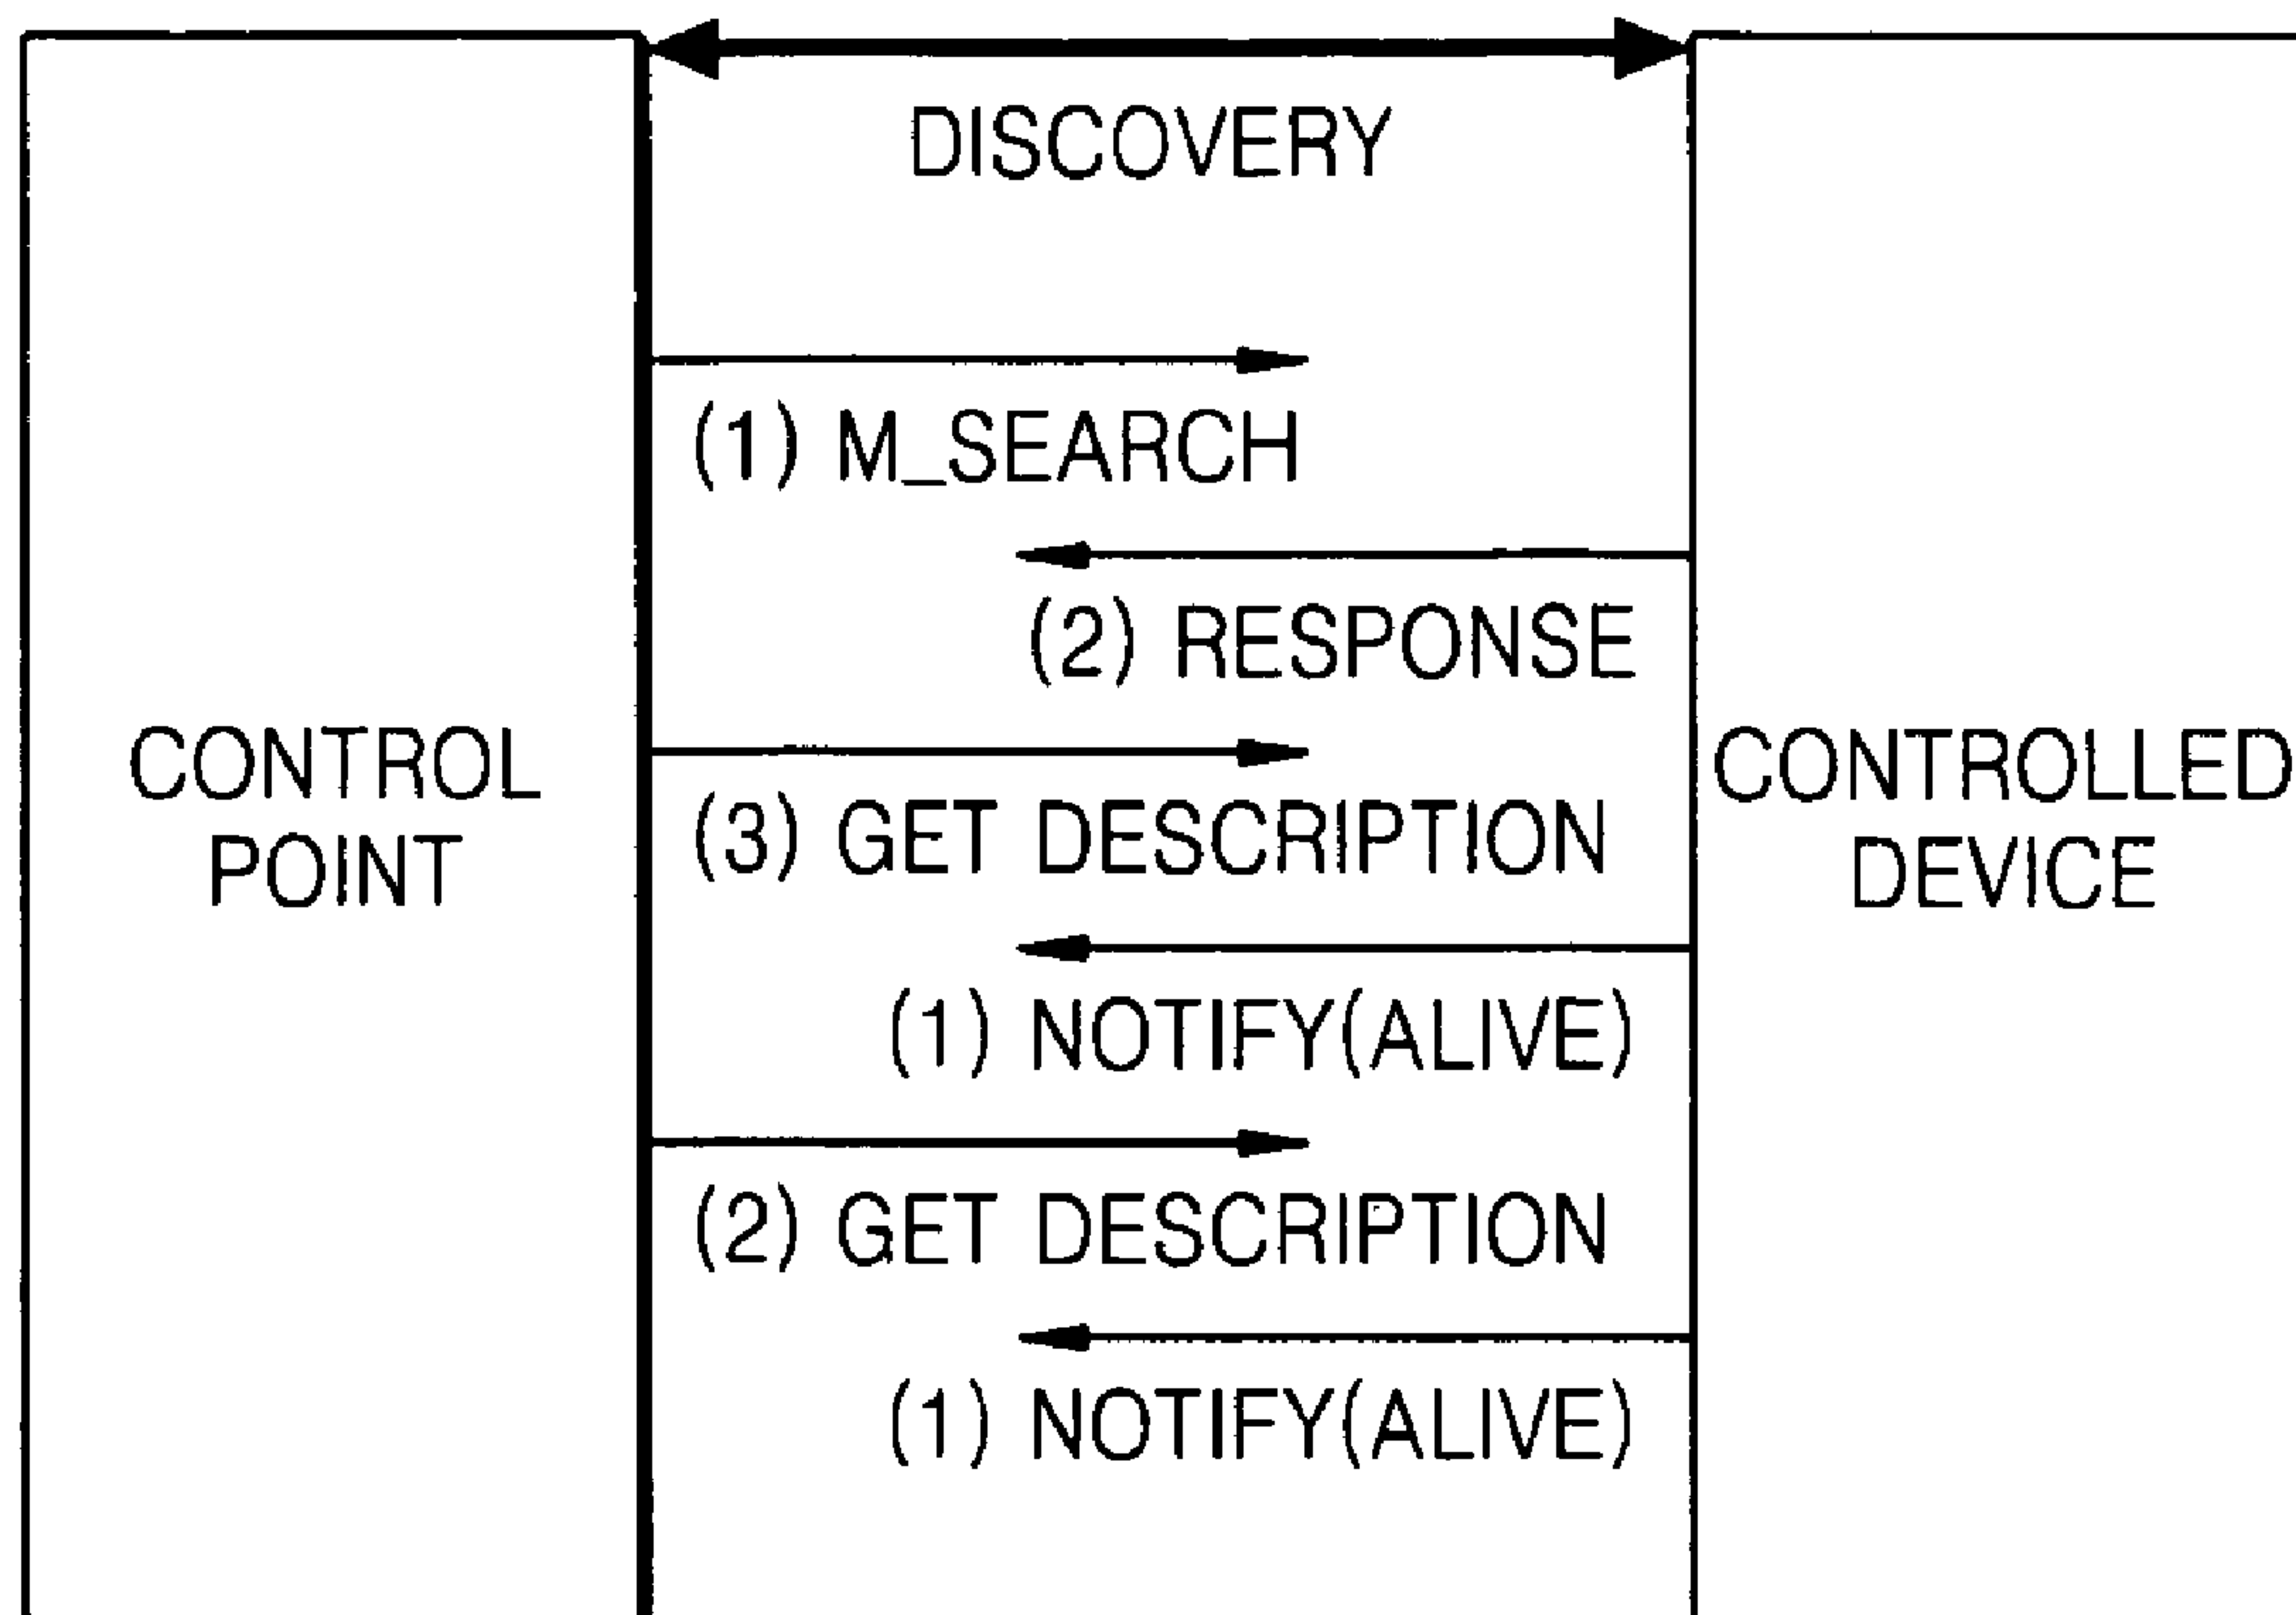 DISCOVERY
(1) M_SEARCH
(2) RESPONSE
CONTROL
POINT
(3) GET DESCRIPTION
CONTROLLED
DEVICE
(1) NOTIFY(ALIVE)
(2) GET DESCRIPTION
(1) NOTIFY(ALIVE)